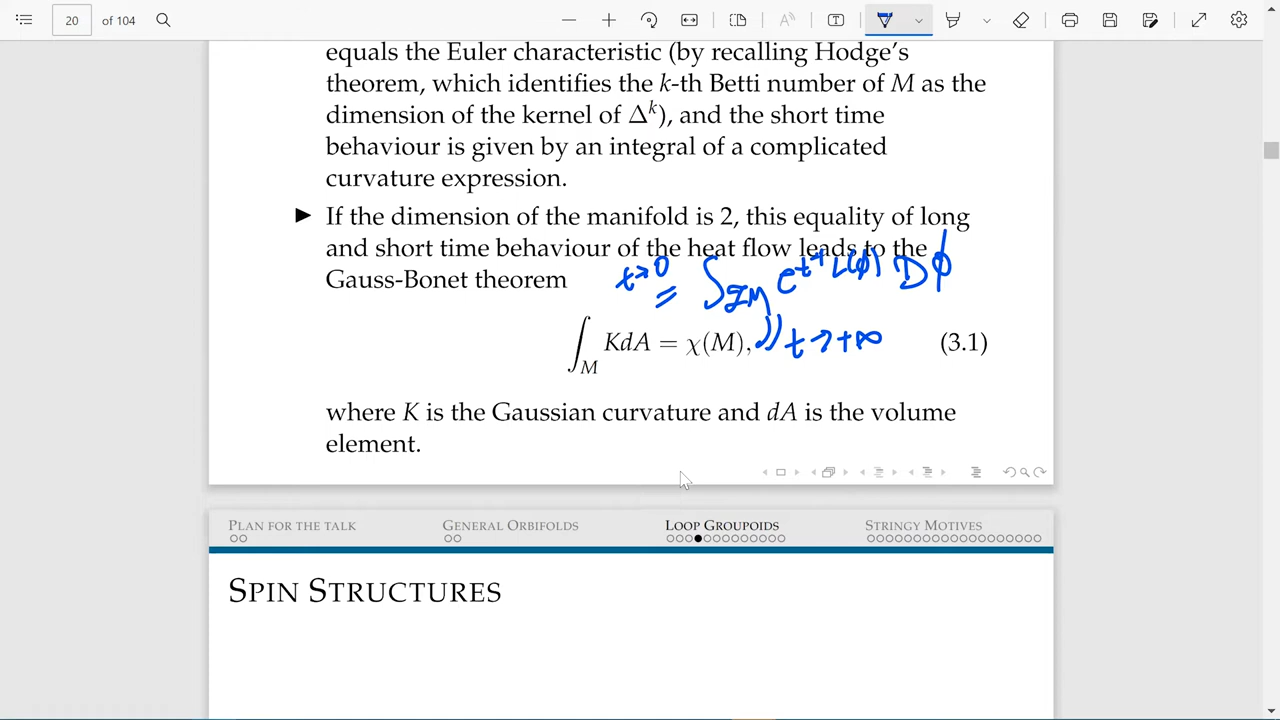 20 of 104
equals the Euler characteristic (by recalling Hodge's
theorem, which identifies the k-th Betti number of M as the
dimension of the kernel of Δ^k), and the short time
behaviour is given by an integral of a complicated
curvature expression.
► If the dimension of the manifold is 2, this equality of long
and short time behaviour of the heat flow leads to the
Gauss-Bonet theorem
t→0 = ∫ e^{t^{-1} L(ϕ)} Dϕ
∫_M KdA = χ(M), (3.1)
t → +∞
where K is the Gaussian curvature and dA is the volume
element.
PLAN FOR THE TALK GENERAL ORBIFOLDS LOOP GROUPOIDS STRINGY MOTIVES
SPIN STRUCTURES